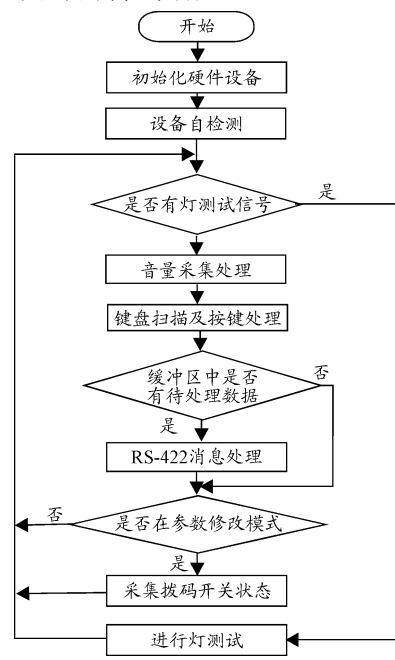 开始
初始化硬件设备
设备自检测
是否有灯测试信号
是
音量采集处理
键盘扫描及按键处理
缓冲区中是否
有待处理数据
否
是
RS-422消息处理
是否在参数修改模式
否
是
采集拨码开关状态
进行灯测试